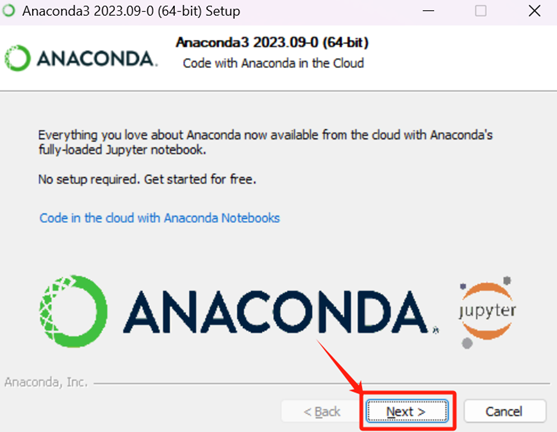 Anaconda3 2023.09-0 (64-bit) Setup
Anaconda3 2023.09-0 (64-bit)
ANACONDA.
Code with Anaconda in the Cloud
Everything you love about Anaconda now available from the cloud with Anaconda's
fully-loaded Jupyter notebook.
No setup required. Get started for free.
Code in the cloud with Anaconda Notebooks
ANACONDA.
jupyter
Anaconda, Inc.
< Back
Next >
Cancel